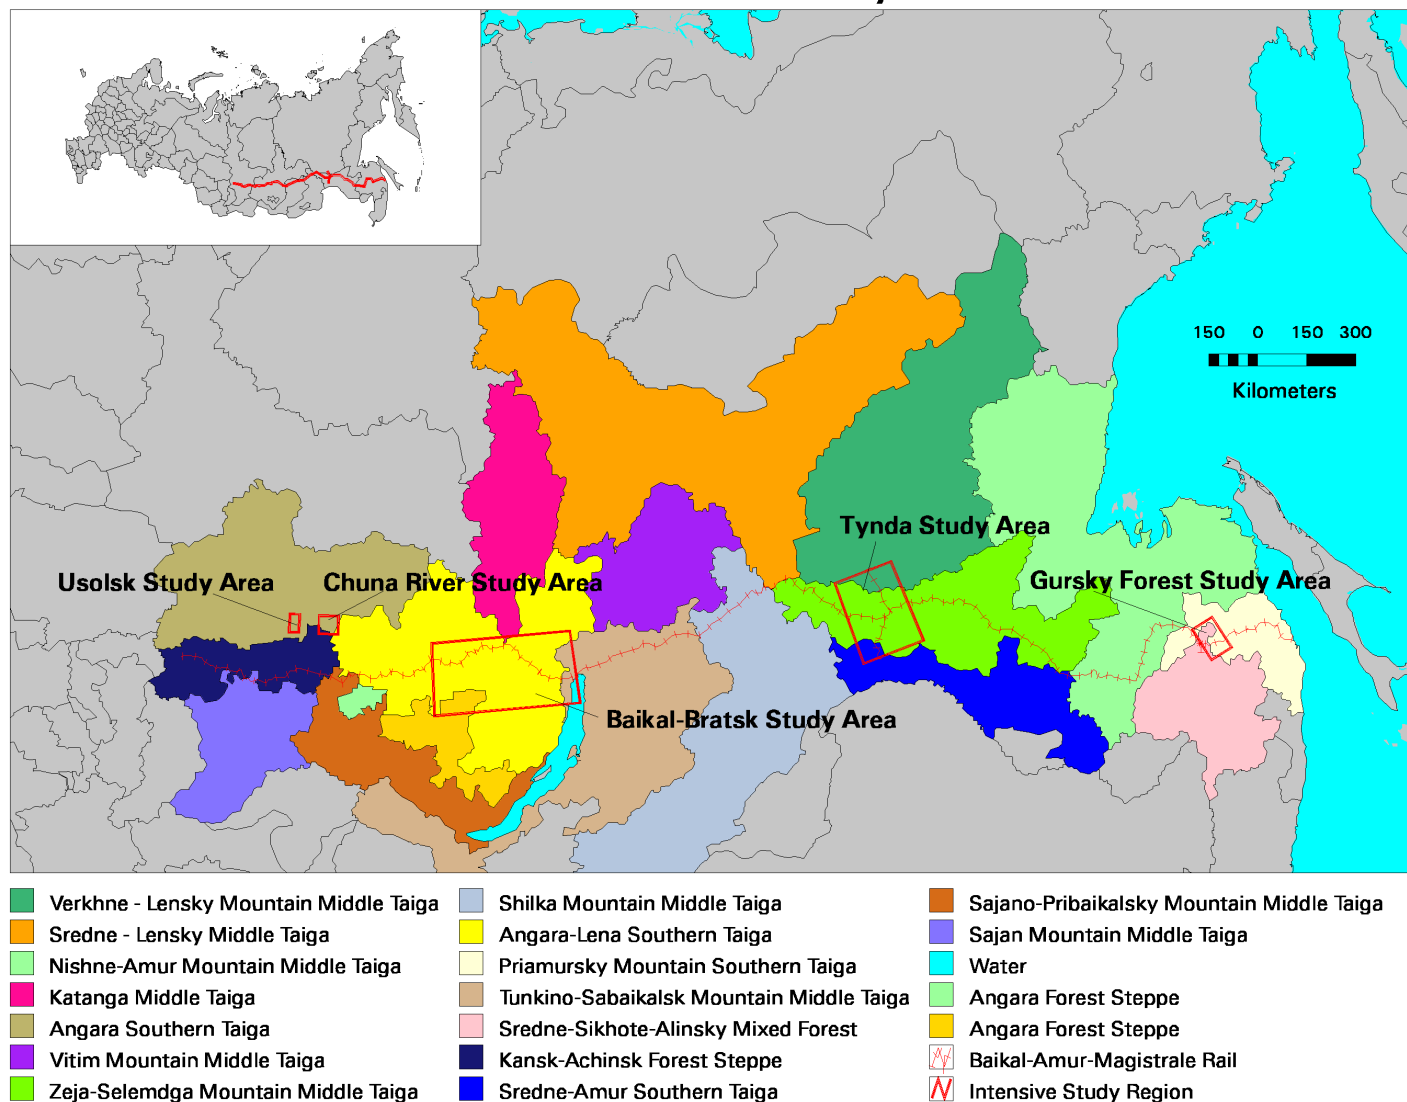 150 0 150 300
Kilometers
Tynda Study Area
Usolsk Study Area
Chuna River Study Area
Gursky Forest Study Area
Baikal-Bratsk Study Area
Verkhne - Lensky Mountain Middle Taiga
Sredne - Lensky Middle Taiga
Nishne-Amur Mountain Middle Taiga
Katanga Middle Taiga
Angara Southern Taiga
Vitim Mountain Middle Taiga
Zeja-Selemdga Mountain Middle Taiga
Shilka Mountain Middle Taiga
Angara-Lena Southern Taiga
Priamursky Mountain Southern Taiga
Tunkino-Sabaikalsk Mountain Middle Taiga
Sredne-Sikhote-Alinsky Mixed Forest
Kansk-Achinsk Forest Steppe
Sredne-Amur Southern Taiga
Sajano-Pribaikalsky Mountain Middle Taiga
Sajan Mountain Middle Taiga
Water
Angara Forest Steppe
Angara Forest Steppe
Baikal-Amur-Magistrale Rail
Intensive Study Region